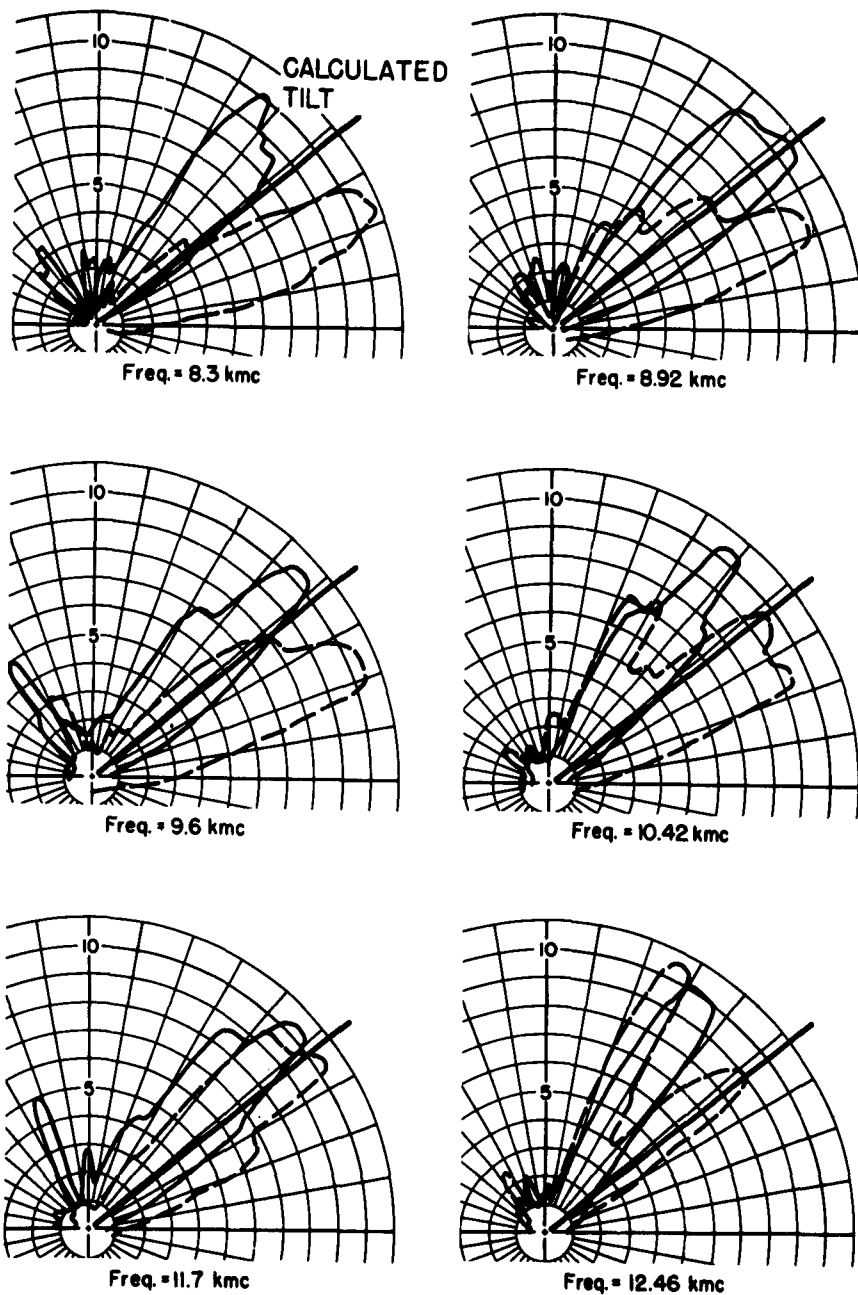 10
CALCULATED
TILT
5
Freq. = 8.3 kmc
10
5
Freq. = 8.92 kmc
10
5
Freq. = 9.6 kmc
10
5
Freq. = 10.42 kmc
10
5
Freq. = 11.7 kmc
10
5
Freq. = 12.46 kmc